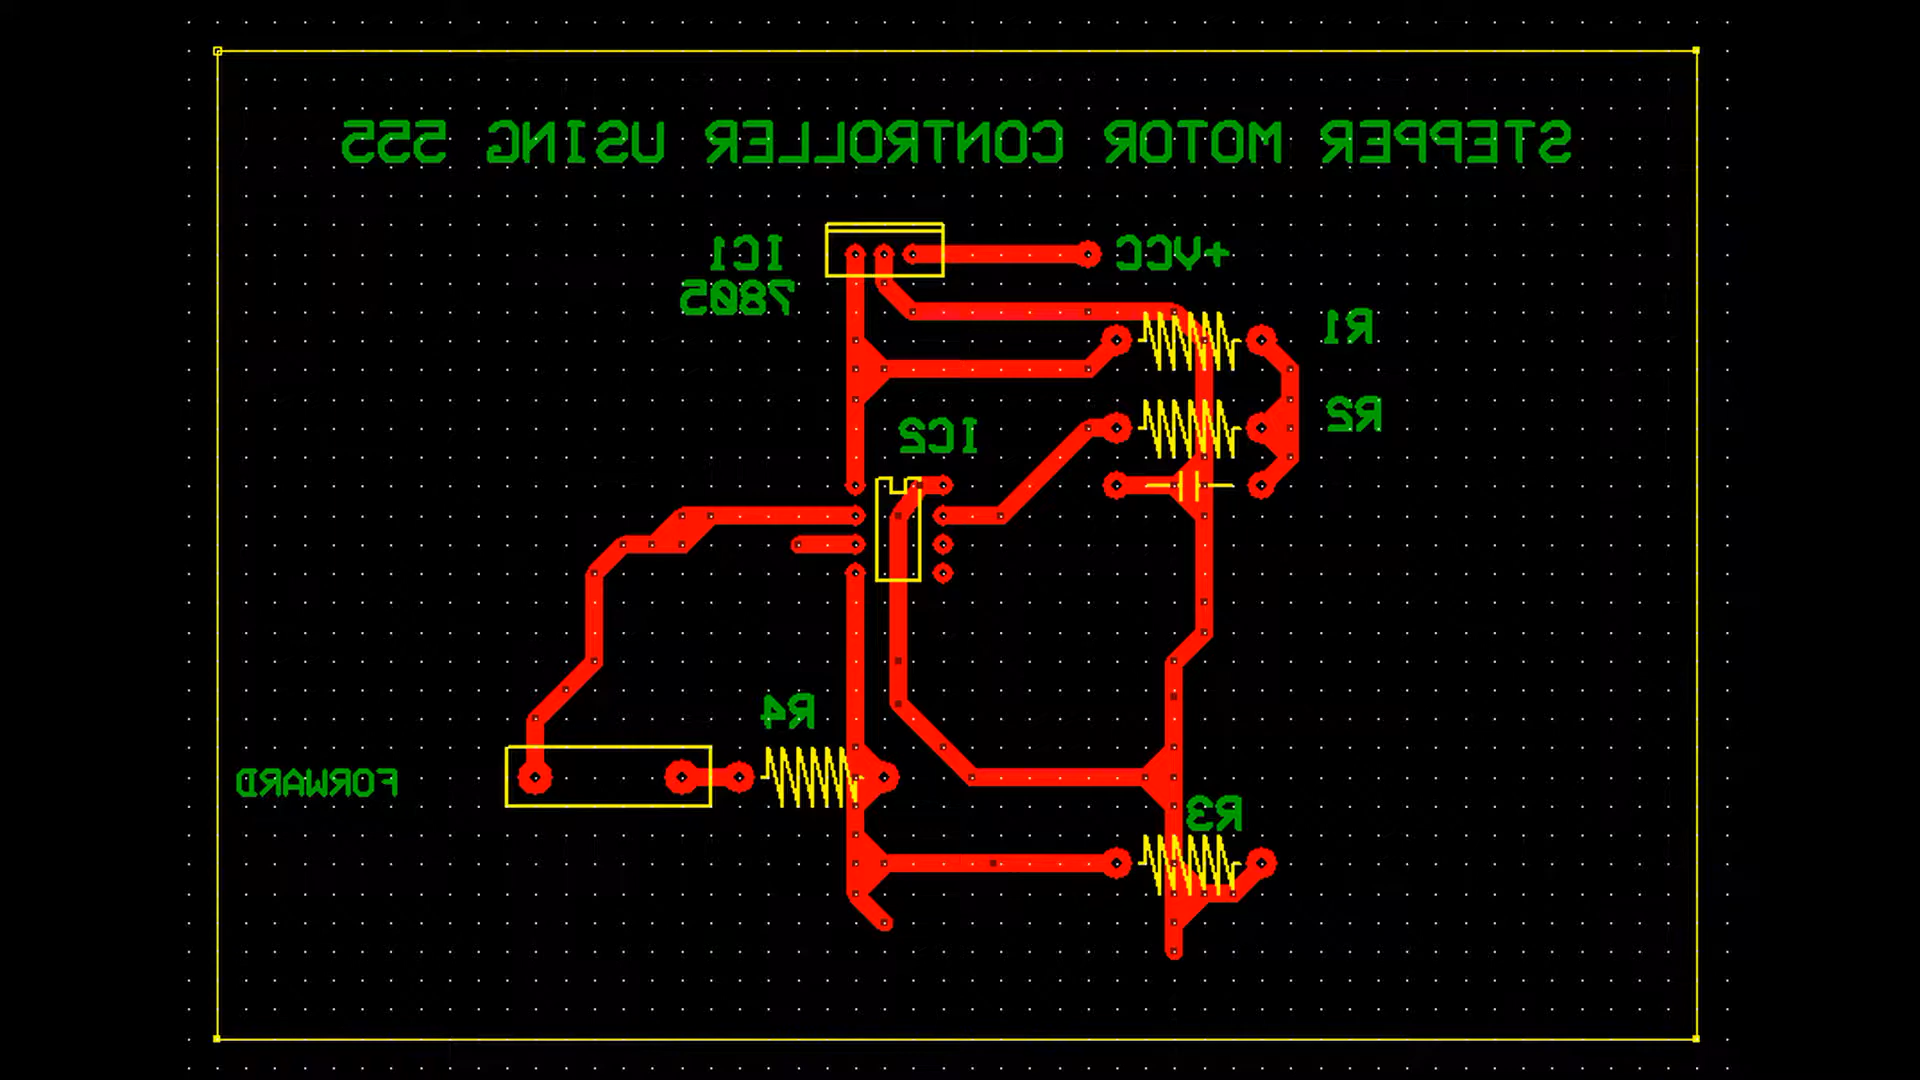 STEPPER MOTOR CONTROLLER USING 555
+VCC
IC1
7805
R1
R2
IC2
R4
FORWARD
R3